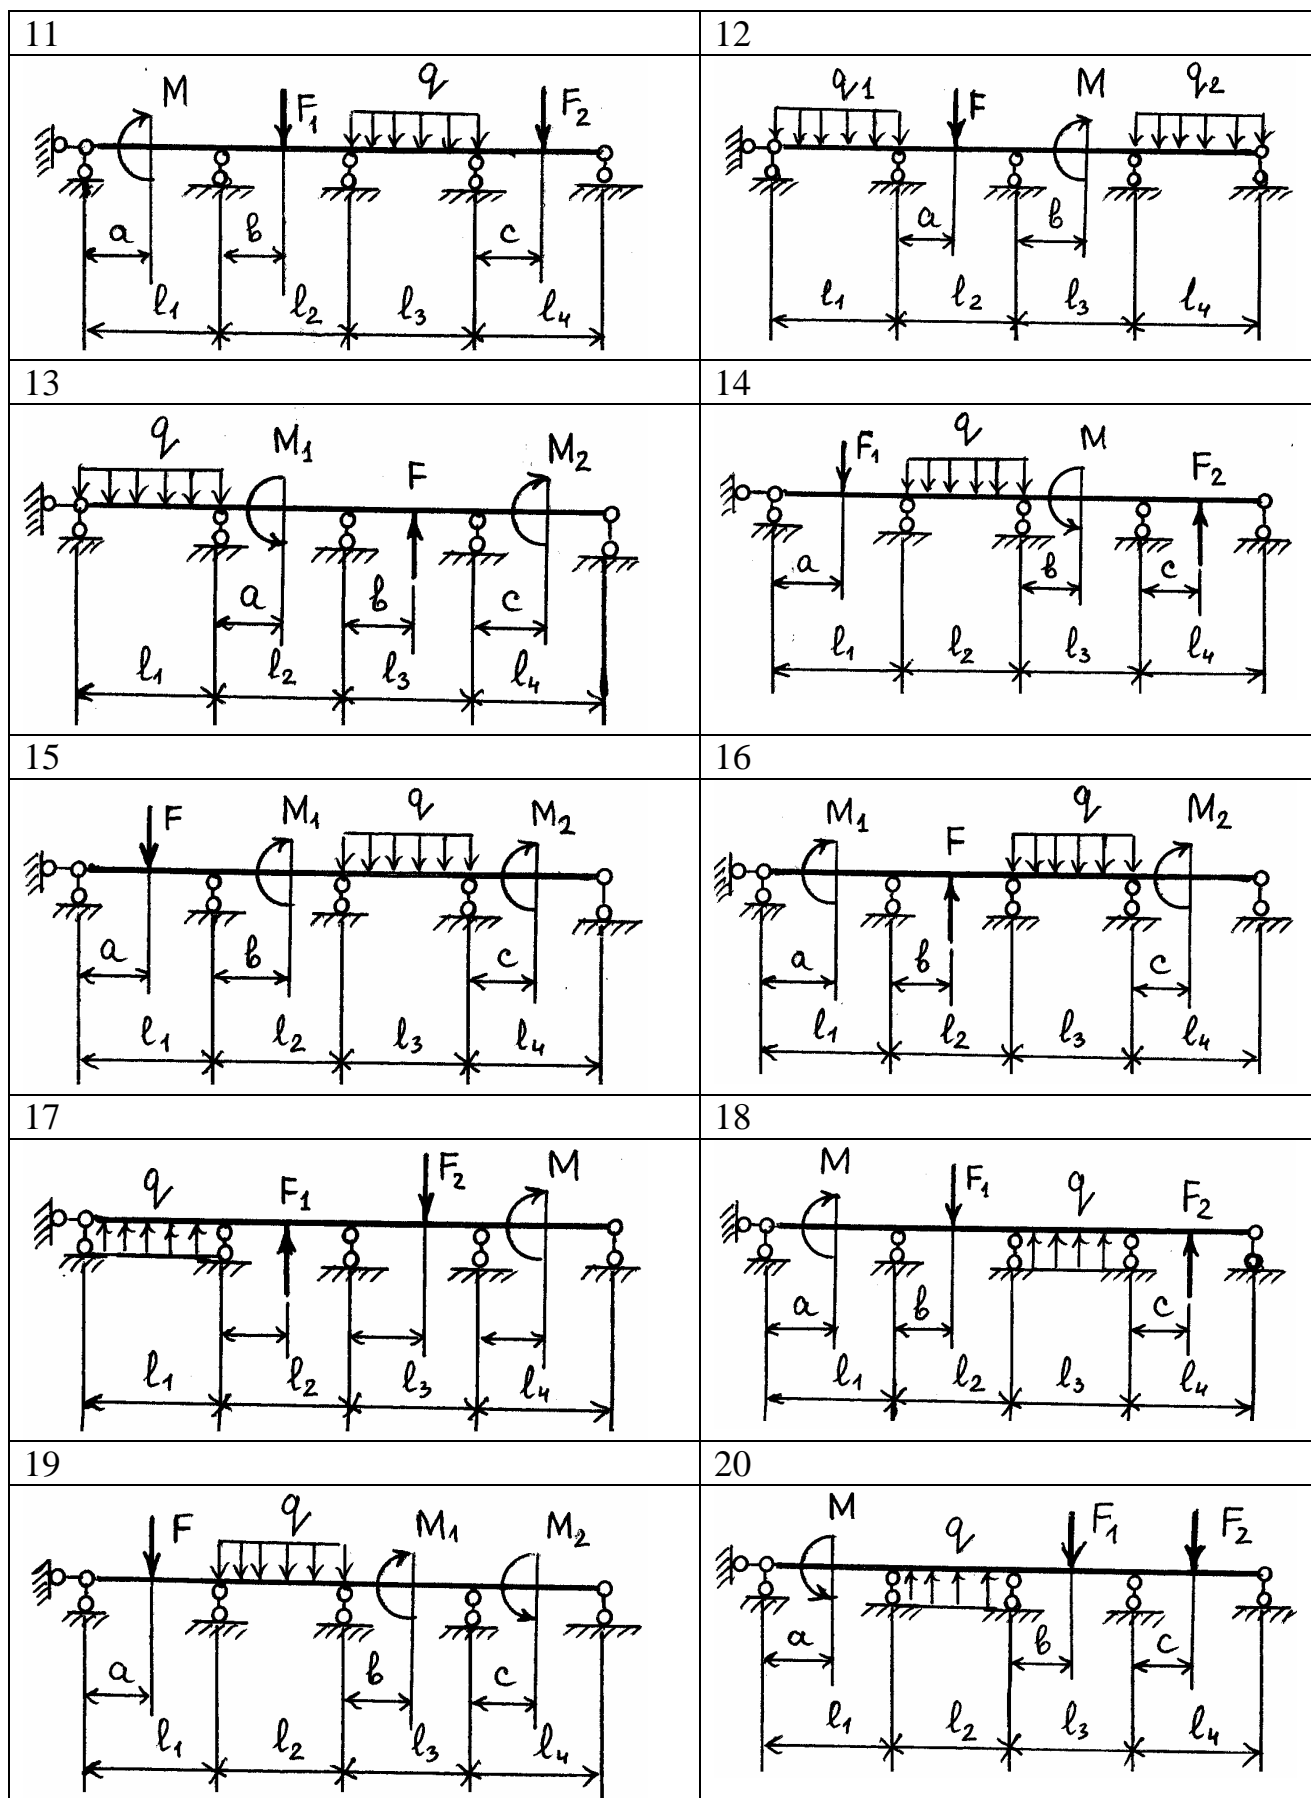 11
M F₁ q F₂
a в c
l₁ l₂ l₃ l₄
12
q₁ F M q₂
a в
l₁ l₂ l₃ l₄
13
q M₁ F M₂
a в c
l₁ l₂ l₃ l₄
14
F₁ q M F₂
a в c
l₁ l₂ l₃ l₄
15
F M₁ q M₂
a в c
l₁ l₂ l₃ l₄
16
M₁ F q M₂
a в c
l₁ l₂ l₃ l₄
17
q F₁ F₂ M
l₁ l₂ l₃ l₄
18
M F₁ q F₂
a в c
l₁ l₂ l₃ l₄
19
F q M₁ M₂
a в c
l₁ l₂ l₃ l₄
20
M q F₁ F₂
a в c
l₁ l₂ l₃ l₄